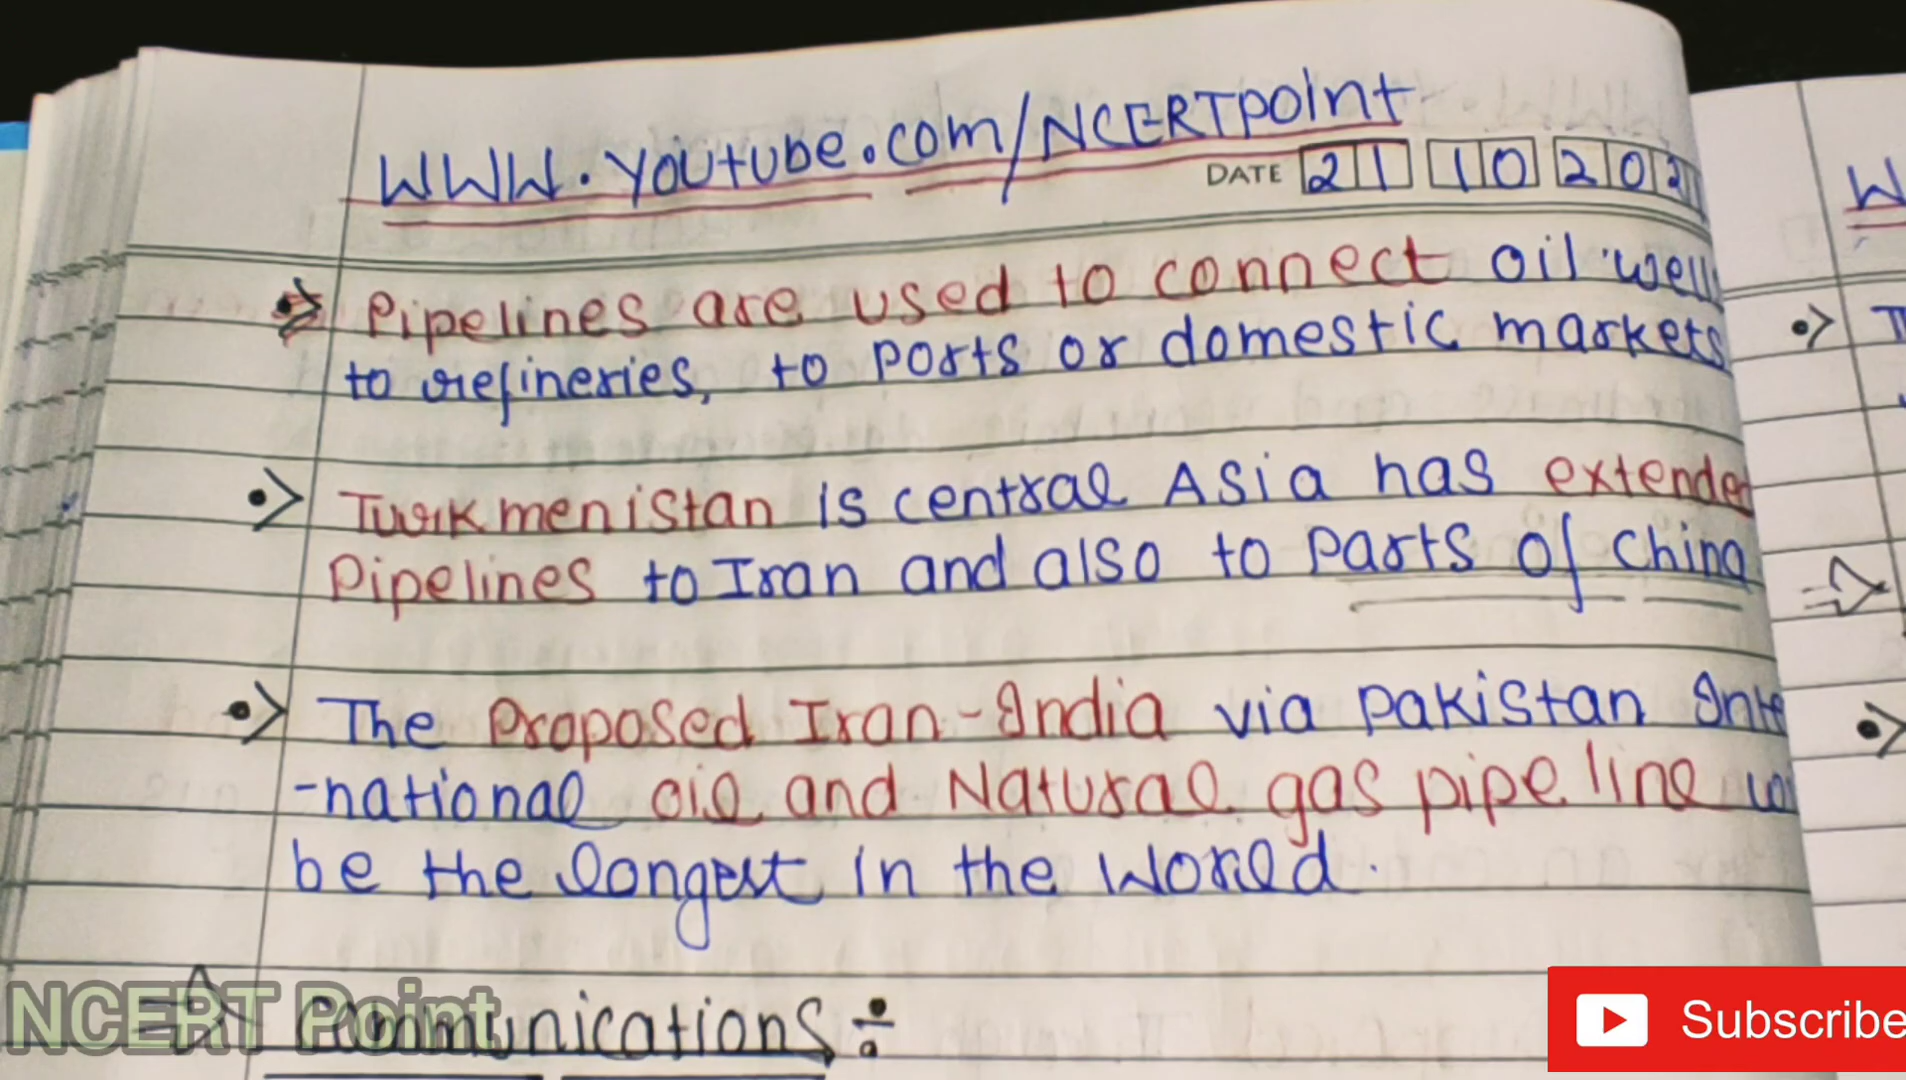 WWW.youtube.com/NCERTpoint
DATE 21 10 202
Pipelines are used to connect oil well
to refineries, to Ports or domestic markets
Turkmenistan is central Asia has extended
Pipelines to Iran and also to parts of China
The Proposed Iran-India via Pakistan Inte
-national oil and Natural gas pipeline
be the longest in the World.
Communications
NCERT Point
Subscribe